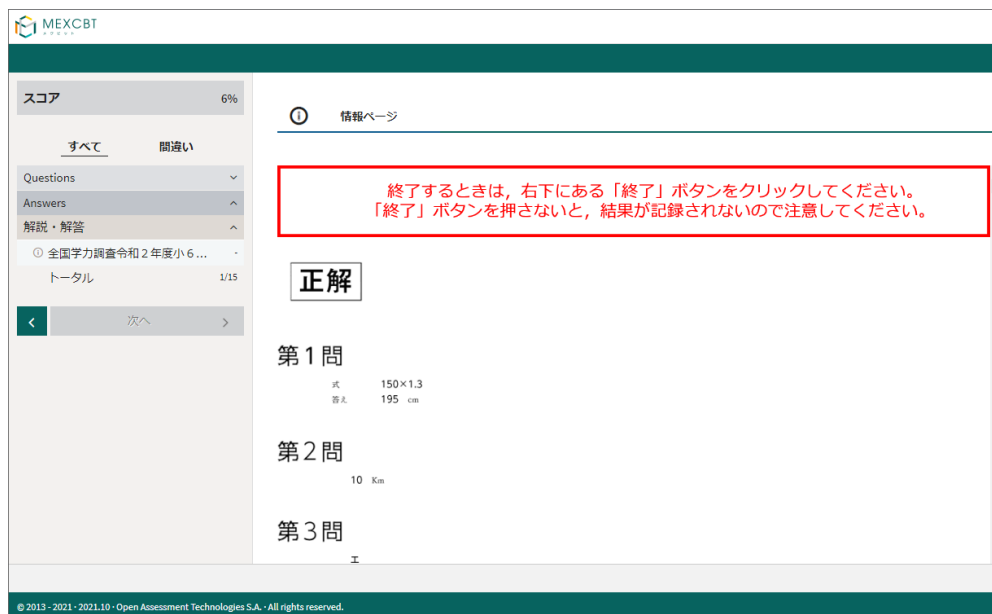 MEXCBT
メクビット
スコア 6%
すべて 間違い
Questions
Answers
解説・解答
全国学力調査令和２年度小６... -
トータル 1/15
次へ
情報ページ
終了するときは，右下にある「終了」ボタンをクリックしてください。
「終了」ボタンを押さないと，結果が記録されないので注意してください。
正解
第１問
式 150×1.3
答え 195 cm
第２問
10 Km
第３問
エ
© 2013 - 2021 · 2021.10 · Open Assessment Technologies S.A. · All rights reserved.